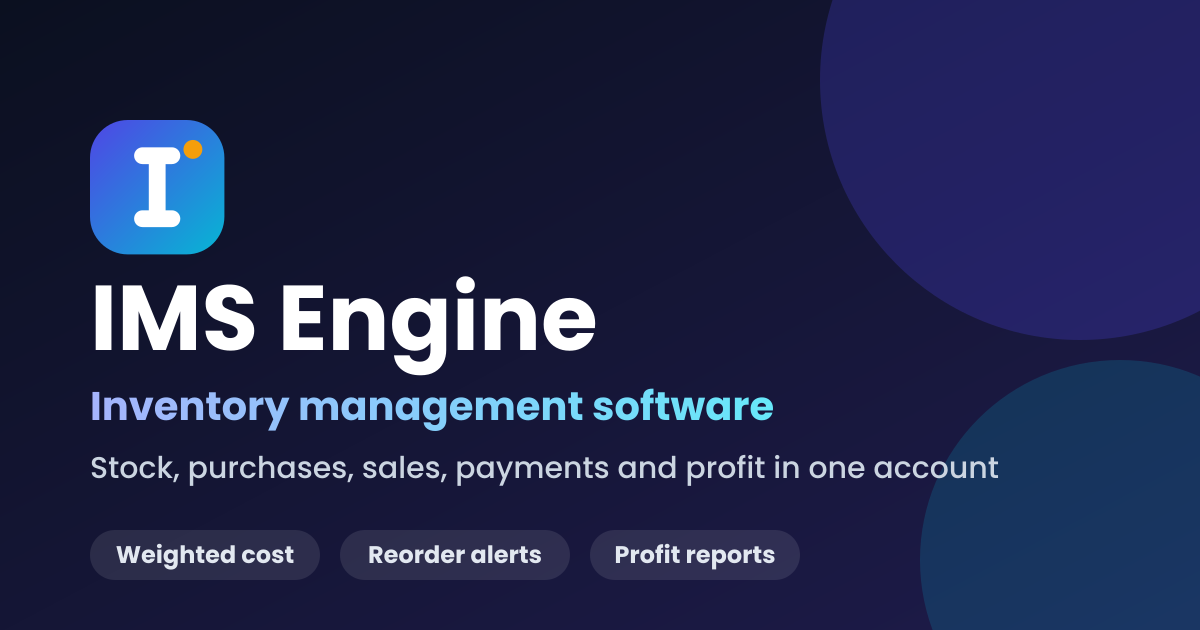 I
IMS Engine
Inventory management software
Stock, purchases, sales, payments and profit in one account
Weighted cost
Reorder alerts
Profit reports